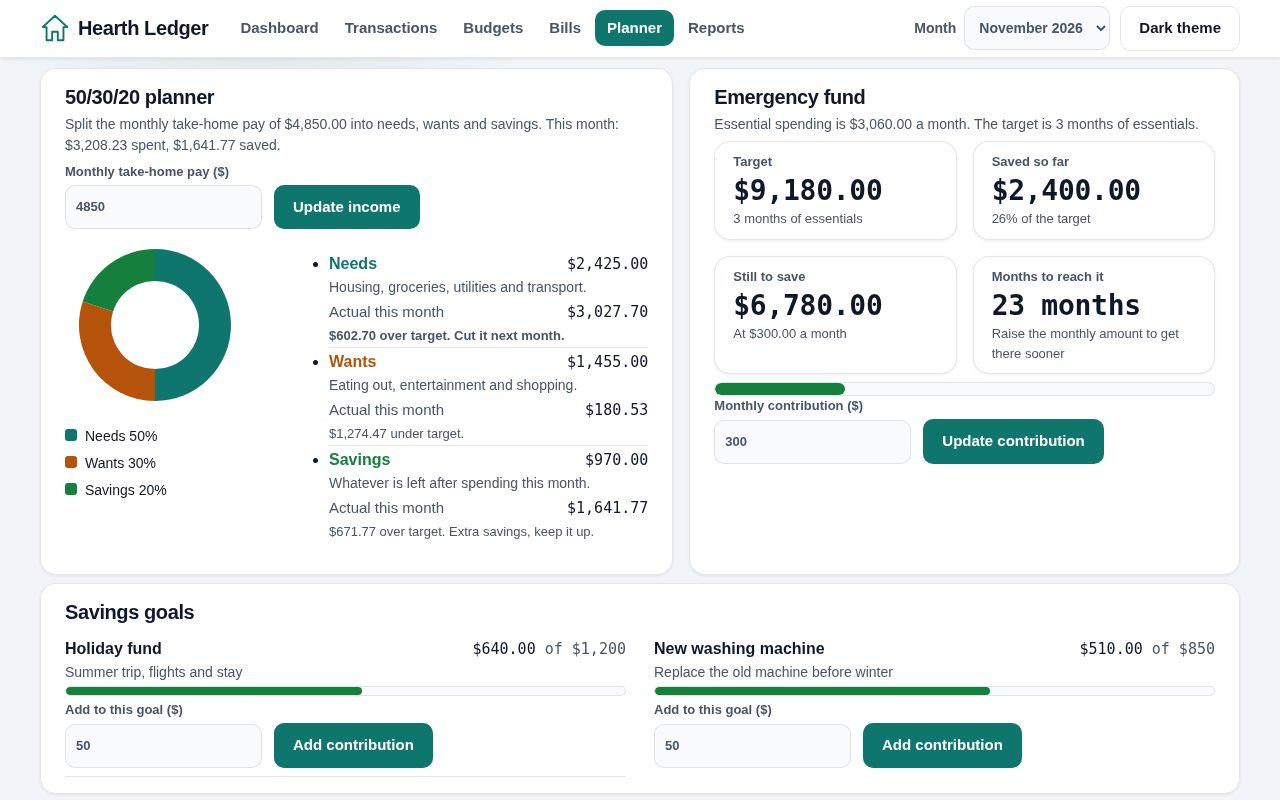 Hearth Ledger
Dashboard
Transactions
Budgets
Bills
Planner
Reports
Month
November 2026
Dark theme
50/30/20 planner
Split the monthly take-home pay of $4,850.00 into needs, wants and savings. This month:
$3,208.23 spent, $1,641.77 saved.
Monthly take-home pay ($)
4850
Update income
Needs 50%
Wants 30%
Savings 20%
Needs $2,425.00
Housing, groceries, utilities and transport.
Actual this month $3,027.70
$602.70 over target. Cut it next month.
Wants $1,455.00
Eating out, entertainment and shopping.
Actual this month $180.53
$1,274.47 under target.
Savings $970.00
Whatever is left after spending this month.
Actual this month $1,641.77
$671.77 over target. Extra savings, keep it up.
Emergency fund
Essential spending is $3,060.00 a month. The target is 3 months of essentials.
Target
$9,180.00
3 months of essentials
Saved so far
$2,400.00
26% of the target
Still to save
$6,780.00
At $300.00 a month
Months to reach it
23 months
Raise the monthly amount to get
there sooner
Monthly contribution ($)
300
Update contribution
Savings goals
Holiday fund $640.00 of $1,200
Summer trip, flights and stay
Add to this goal ($)
50
Add contribution
New washing machine $510.00 of $850
Replace the old machine before winter
Add to this goal ($)
50
Add contribution